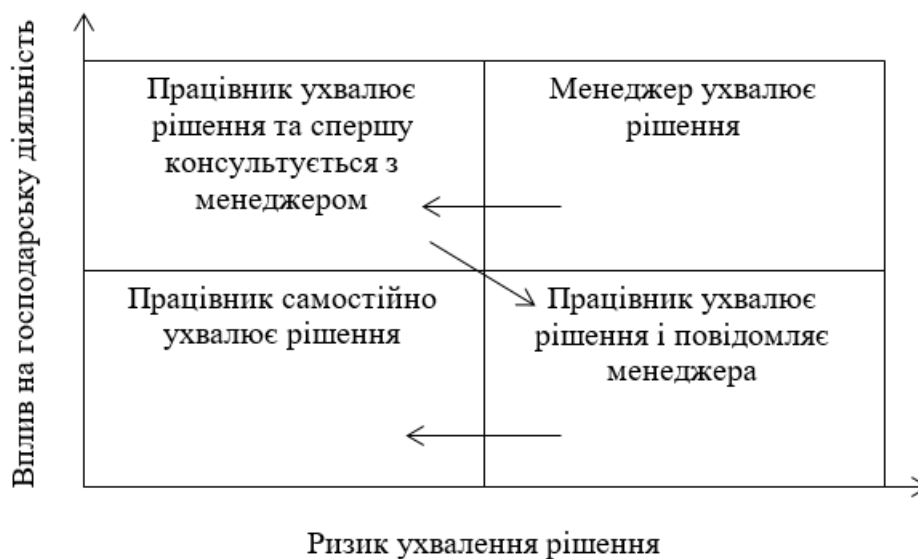 Вплив на господарську діяльність
Працівник ухвалює
рішення та спершу
консультується з
менеджером
Менеджер ухвалює
рішення
Працівник самостійно
ухвалює рішення
Працівник ухвалює
рішення і повідомляє
менеджера
Ризик ухвалення рішення